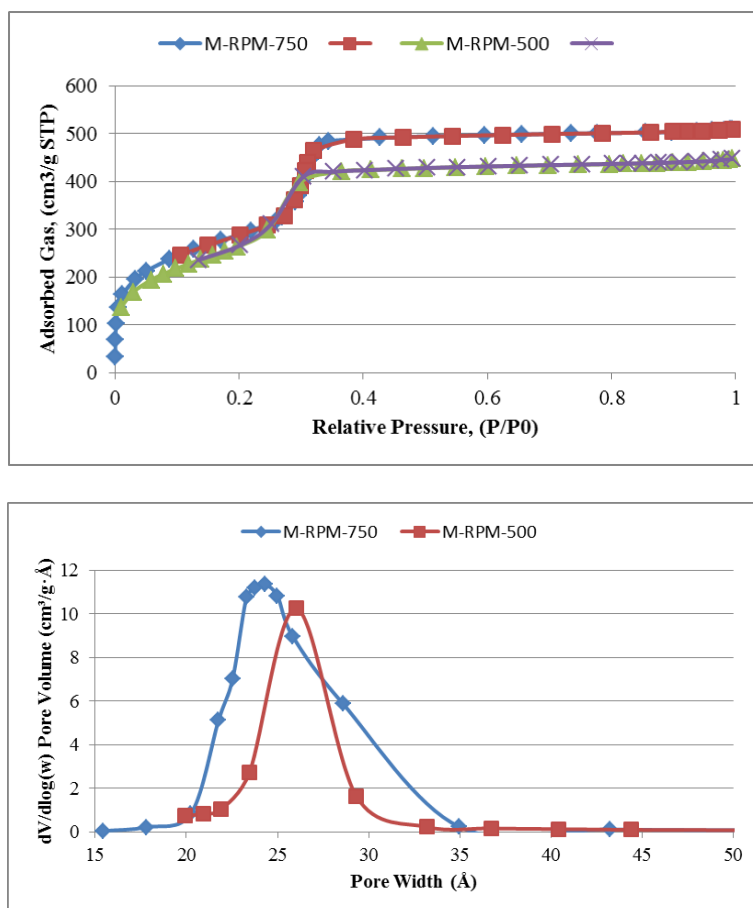 M-RPM-750 M-RPM-500
600
500
400
300
200
100
0
Adsorbed Gas, (cm3/g STP)
0 0.2 0.4 0.6 0.8 1
Relative Pressure, (P/P0)
M-RPM-750 M-RPM-500
12
10
8
6
4
2
0
dV/dlog(w) Pore Volume (cm³/g·Å)
15 20 25 30 35 40 45 50
Pore Width (Å)